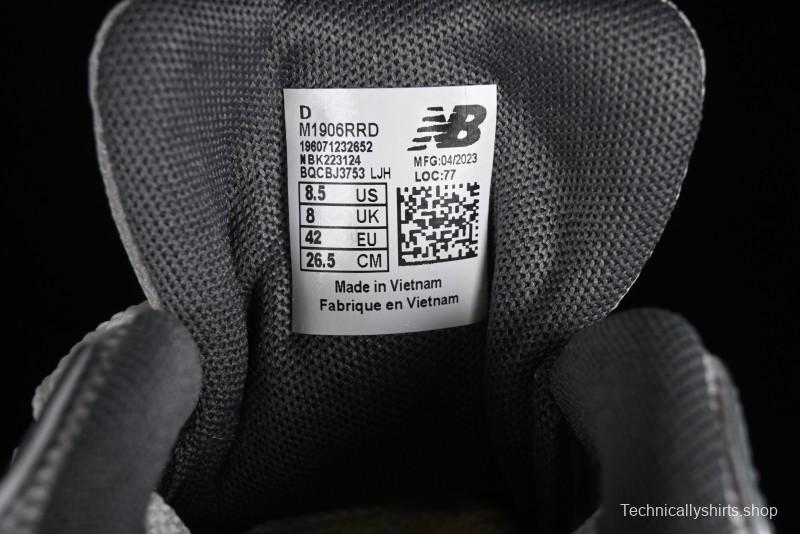 D
M1906RRD
196071232652
NBK223124
BQCBJ3753 LJH
8.5 US
8 UK
42 EU
26.5 CM
NB
MFG:04/2023
LOC:77
Made in Vietnam
Fabrique en Vietnam
Technicallyshirts.shop